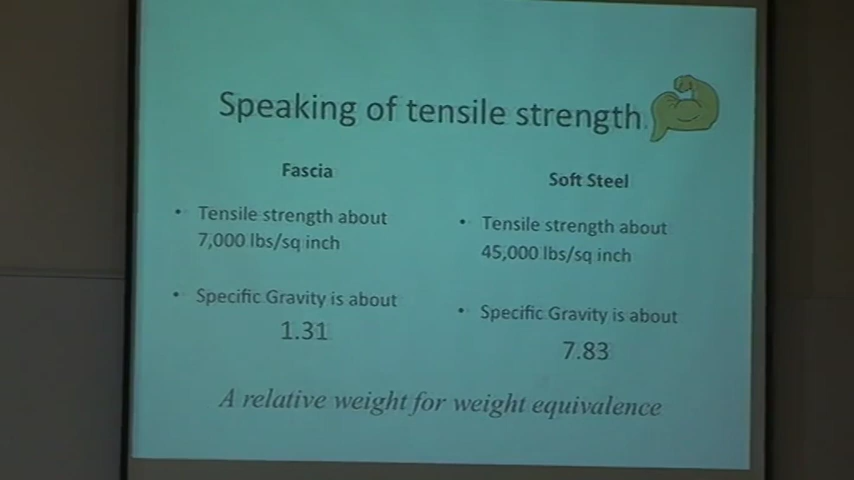 Speaking of tensile strength.
Fascia
• Tensile strength about
7,000 lbs/sq inch
• Specific Gravity is about
1.31
Soft Steel
• Tensile strength about
45,000 lbs/sq inch
• Specific Gravity is about
7.83
A relative weight for weight equivalence